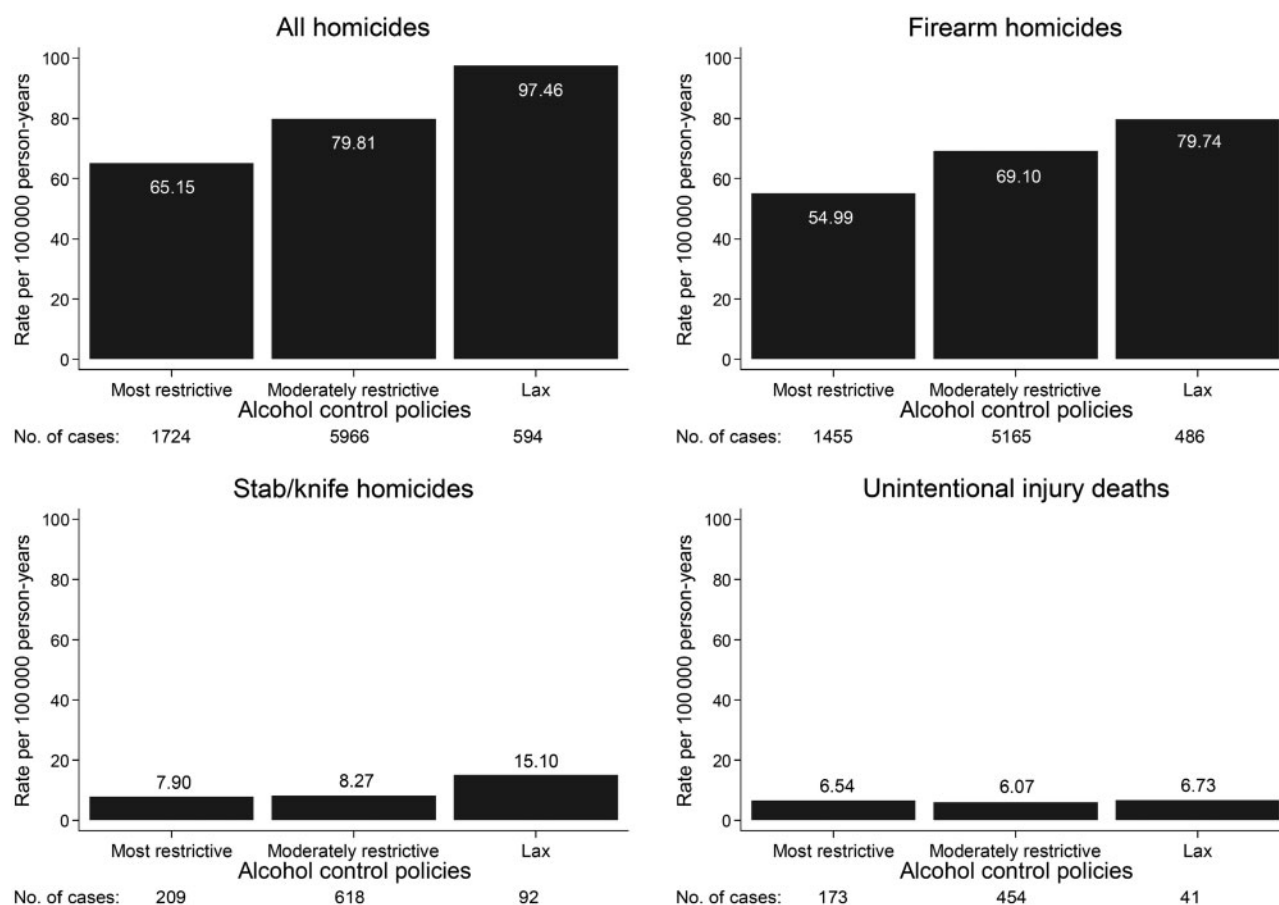 All homicides
Rate per 100 000 person-years
100
80
60
40
20
0
65.15
79.81
97.46
Most restrictive Moderately restrictive Lax
Alcohol control policies
No. of cases: 1724 5966 594
Firearm homicides
Rate per 100 000 person-years
100
80
60
40
20
0
54.99
69.10
79.74
Most restrictive Moderately restrictive Lax
Alcohol control policies
No. of cases: 1455 5165 486
Stab/knife homicides
Rate per 100 000 person-years
100
80
60
40
20
0
7.90
8.27
15.10
Most restrictive Moderately restrictive Lax
Alcohol control policies
No. of cases: 209 618 92
Unintentional injury deaths
Rate per 100 000 person-years
100
80
60
40
20
0
6.54
6.07
6.73
Most restrictive Moderately restrictive Lax
Alcohol control policies
No. of cases: 173 454 41